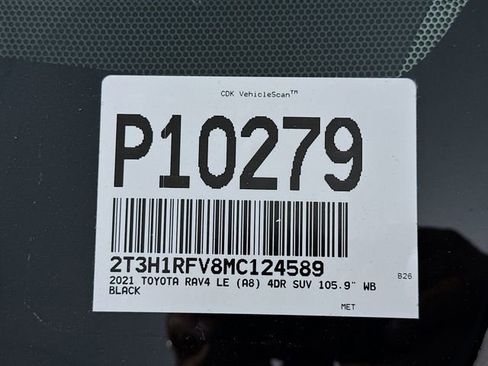 CDK VehicleScan™
P10279
2T3H1RFV8MC124589
2021 TOYOTA RAV4 LE (A8) 4DR SUV 105.9" WB
BLACK
826
MET